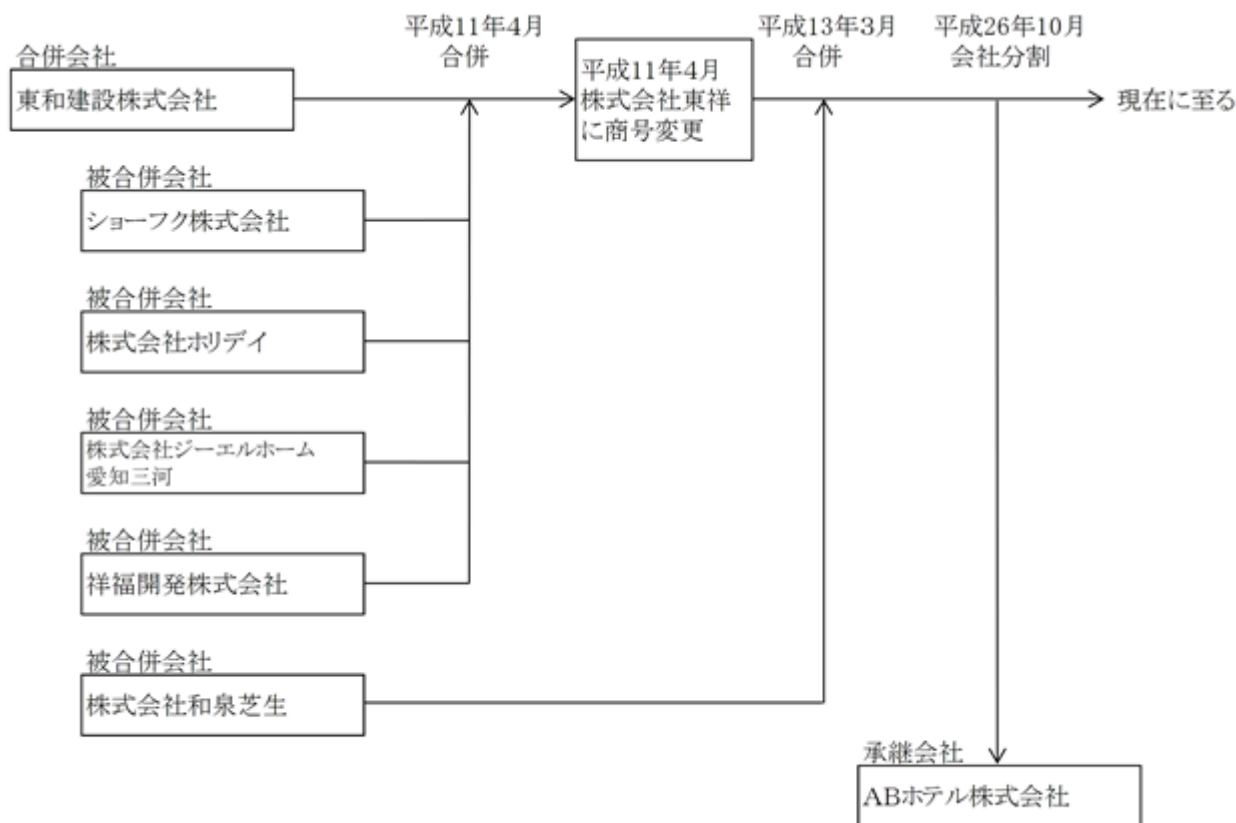 平成11年4月
合併
平成13年3月
合併
平成26年10月
会社分割
合併会社
東和建設株式会社
平成11年4月
株式会社東祥
に商号変更
現在に至る
被合併会社
ショーフク株式会社
被合併会社
株式会社ホリデイ
被合併会社
株式会社ジーエルホーム
愛知三河
被合併会社
祥福開発株式会社
被合併会社
株式会社和泉芝生
承継会社
ABホテル株式会社